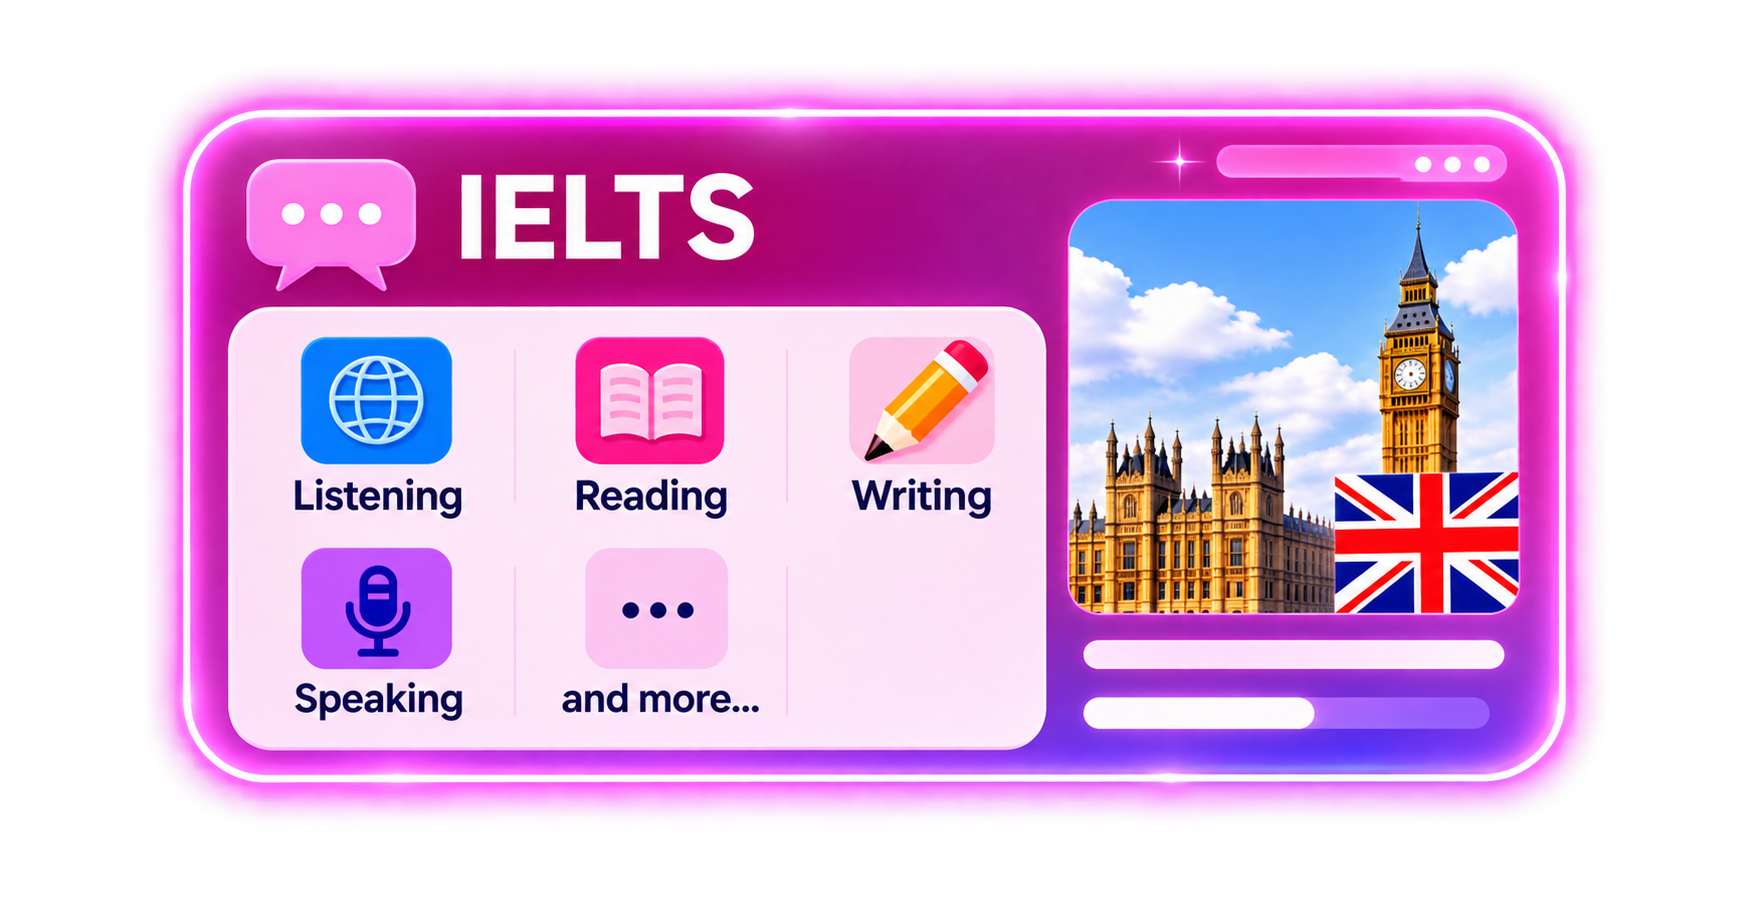 IELTS
Listening
Reading
Writing
Speaking
and more...